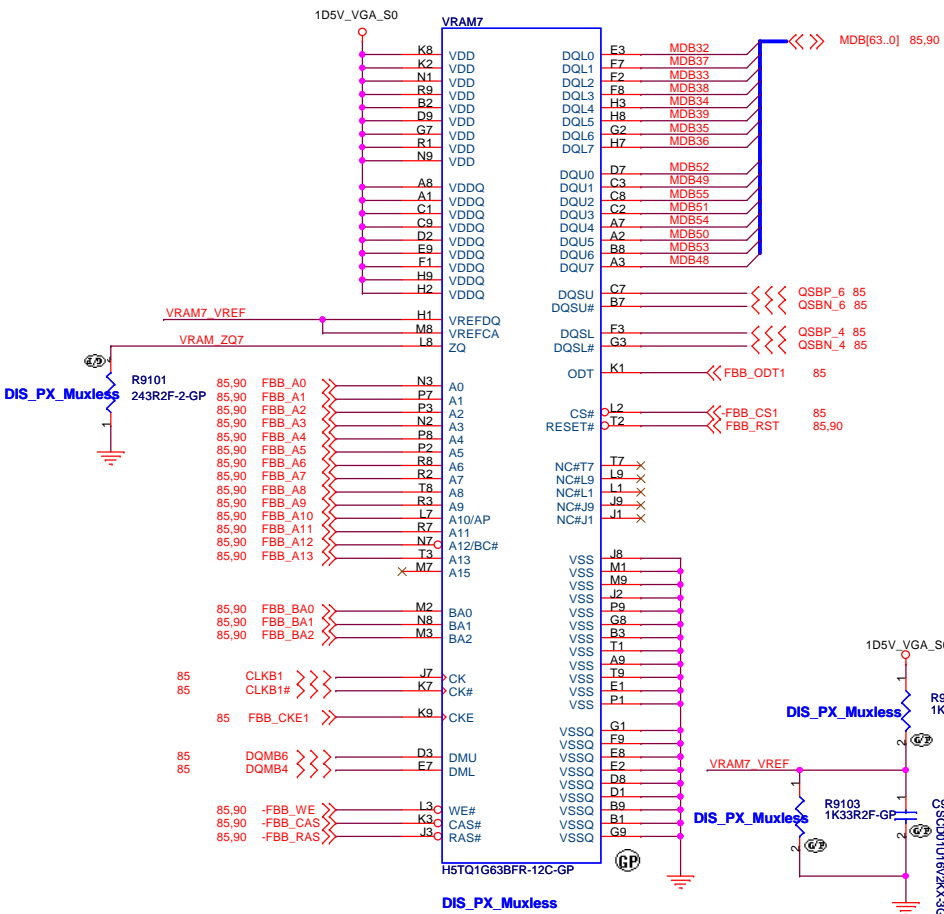 1D5V_VGA_S0
VRAM7
K8 VDD
K2 VDD
N1 VDD
R9 VDD
B2 VDD
D9 VDD
G7 VDD
R1 VDD
N9 VDD
A8 VDDQ
A1 VDDQ
C1 VDDQ
C9 VDDQ
D2 VDDQ
E9 VDDQ
F1 VDDQ
H9 VDDQ
H2 VDDQ
VRAM7_VREF H1 VREFDQ
M8 VREFCA
VRAM_ZQ7 L8 ZQ
2
R9101
DIS_PX_Muxless 243R2F-2-GP
1
85,90 FBB_A0 N3 A0
85,90 FBB_A1 P7 A1
85,90 FBB_A2 P3 A2
85,90 FBB_A3 N2 A3
85,90 FBB_A4 P8 A4
85,90 FBB_A5 P2 A5
85,90 FBB_A6 R8 A6
85,90 FBB_A7 R2 A7
85,90 FBB_A8 T8 A8
85,90 FBB_A9 R3 A9
85,90 FBB_A10 L7 A10/AP
85,90 FBB_A11 R7 A11
85,90 FBB_A12 N7 A12/BC#
85,90 FBB_A13 T3 A13
M7 A15
85,90 FBB_BA0 M2 BA0
85,90 FBB_BA1 N8 BA1
85,90 FBB_BA2 M3 BA2
85 CLKB1 J7 CK
85 CLKB1# K7 CK#
85 FBB_CKE1 K9 CKE
85 DQMB6 D3 DMU
85 DQMB4 E7 DML
85,90 -FBB_WE L3 WE#
85,90 -FBB_CAS K3 CAS#
85,90 -FBB_RAS J3 RAS#
DQL0 E3 MDB32
DQL1 F7 MDB37
DQL2 F2 MDB33
DQL3 F8 MDB38
DQL4 H3 MDB34
DQL5 H8 MDB39
DQL6 G2 MDB35
DQL7 H7 MDB36
MDB[63..0] 85,90
DQU0 D7 MDB52
DQU1 C3 MDB49
DQU2 C8 MDB55
DQU3 C2 MDB51
DQU4 A7 MDB54
DQU5 A2 MDB50
DQU6 B8 MDB53
DQU7 A3 MDB48
DQSU C7 QSBP_6 85
DQSU# B7 QSBN_6 85
DQSL F3 QSBP_4 85
DQSL# G3 QSBN_4 85
ODT K1 FBB_ODT1 85
CS# L2 -FBB_CS1 85
RESET# T2 FBB_RST 85,90
NC#T7 T7
NC#L9 L9
NC#L1 L1
NC#J9 J9
NC#J1 J1
VSS J8
VSS M1
VSS M9
VSS J2
VSS P9
VSS G8
VSS B3
VSS T1
VSS A9
VSS T9
VSS E1
VSS P1
VSSQ G1
VSSQ F9
VSSQ E8
VSSQ E2
VSSQ D8
VSSQ D1
VSSQ B9
VSSQ B1
VSSQ G9
GP
H5TQ1G63BFR-12C-GP
DIS_PX_Muxless
1D5V_VGA_S0
1
DIS_PX_Muxless
2
VRAM7_VREF
1
R9103
1K33R2F-GP
DIS_PX_Muxless
2
1
2